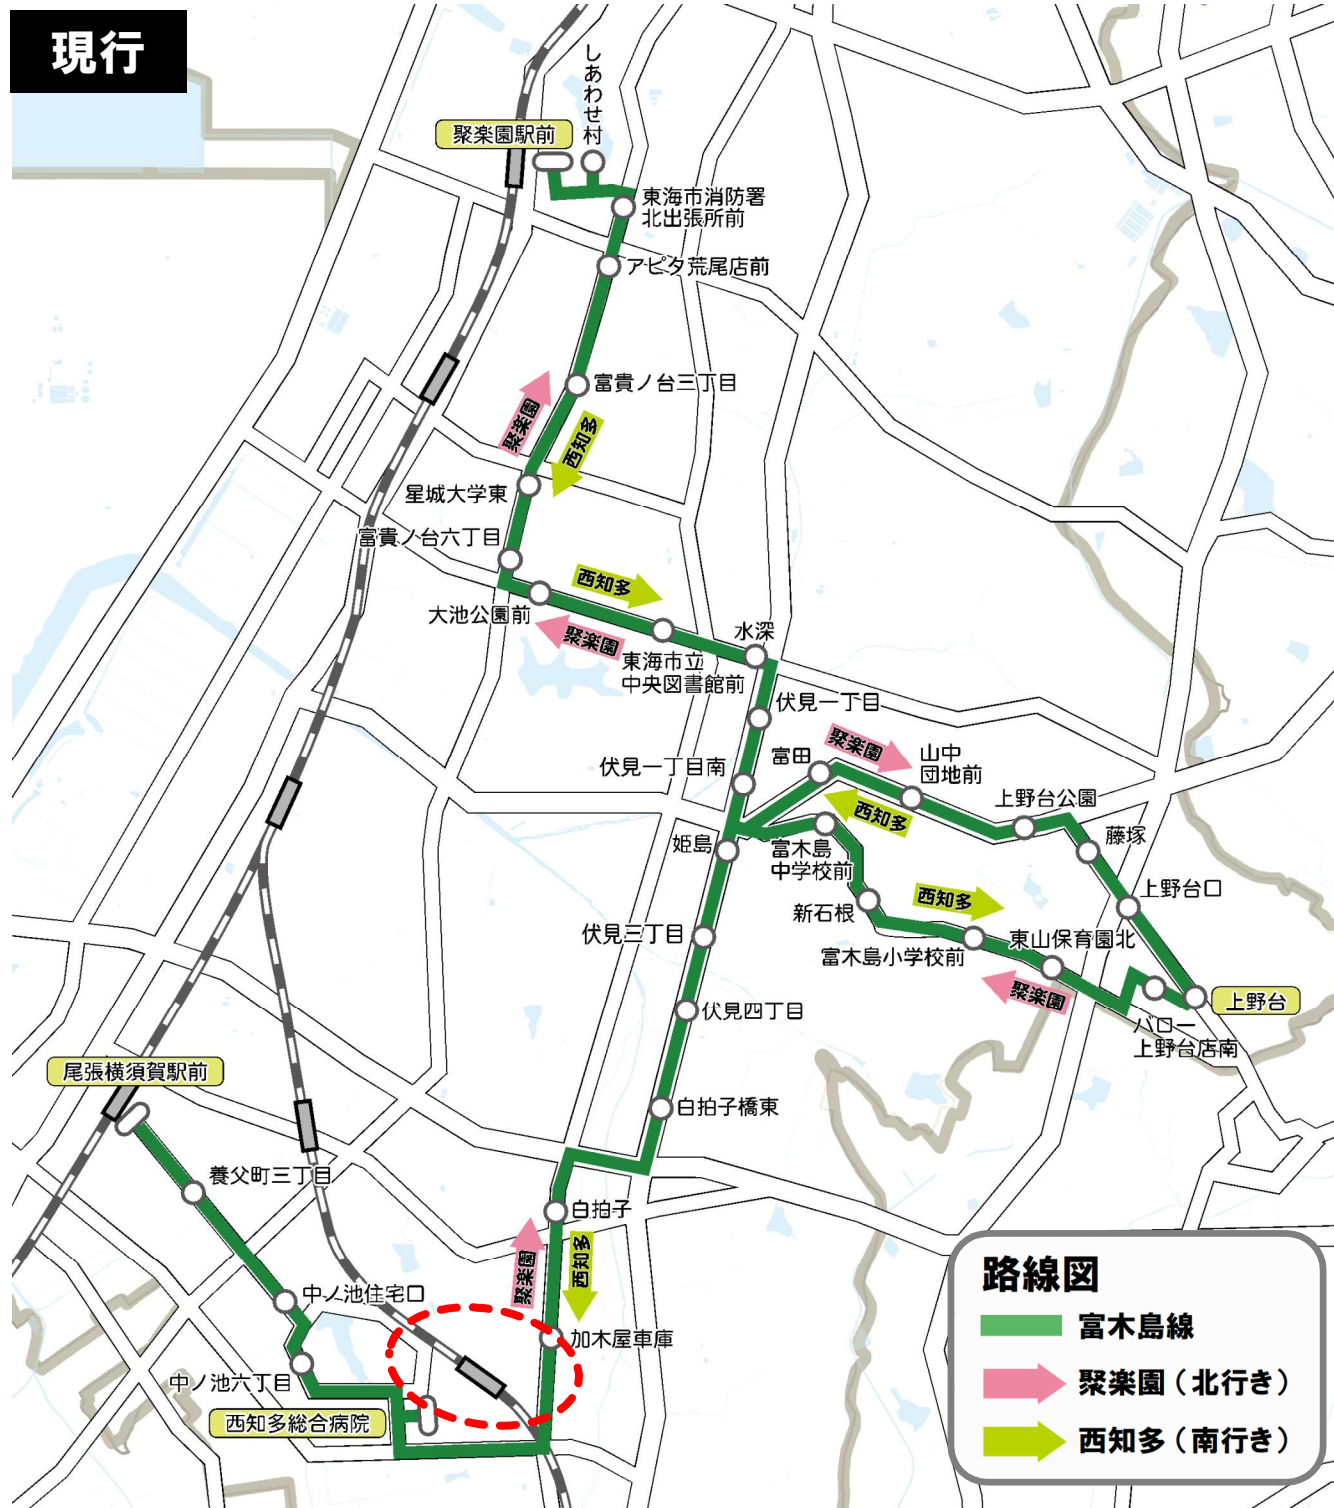 現行
しあわせ村
聚楽園駅前
東海市消防署
北出張所前
アピタ荒尾店前
富貴ノ台三丁目
聚楽園
西知多
星城大学東
富貴ノ台六丁目
西知多
大池公園前
聚楽園
東海市立
中央図書館前
水深
伏見一丁目
伏見一丁目南
富田
聚楽園
山中
団地前
西知多
上野台公園
藤塚
姫島
富木島
中学校前
上野台口
新石根
西知多
伏見三丁目
富木島小学校前
東山保育園北
聚楽園
上野台
伏見四丁目
バロー
上野台店南
尾張横須賀駅前
白拍子橋東
養父町三丁目
白拍子
聚楽園
西知多
中ノ池住宅口
加木屋車庫
中ノ池六丁目
西知多総合病院
路線図
富木島線
聚楽園（北行き）
西知多（南行き）